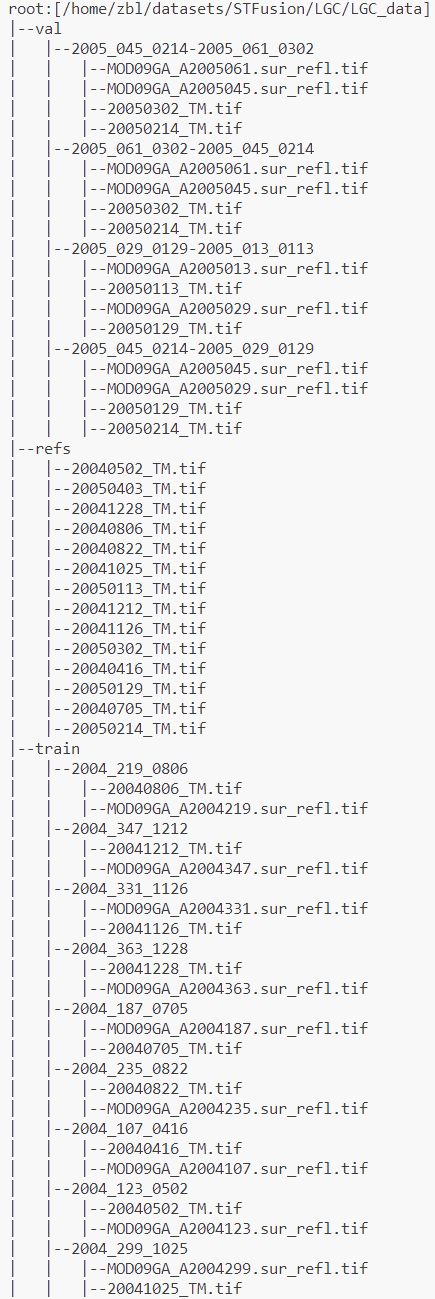 root:[/home/zbl/datasets/STFusion/LGC/LGC_data]
|--val
|   |--2005_045_0214-2005_061_0302
|   |   |--MOD09GA_A2005061.sur_refl.tif
|   |   |--MOD09GA_A2005045.sur_refl.tif
|   |   |--20050302_TM.tif
|   |   |--20050214_TM.tif
|   |--2005_061_0302-2005_045_0214
|   |   |--MOD09GA_A2005061.sur_refl.tif
|   |   |--MOD09GA_A2005045.sur_refl.tif
|   |   |--20050302_TM.tif
|   |   |--20050214_TM.tif
|   |--2005_029_0129-2005_013_0113
|   |   |--MOD09GA_A2005013.sur_refl.tif
|   |   |--20050113_TM.tif
|   |   |--MOD09GA_A2005029.sur_refl.tif
|   |   |--20050129_TM.tif
|   |--2005_045_0214-2005_029_0129
|   |   |--MOD09GA_A2005045.sur_refl.tif
|   |   |--MOD09GA_A2005029.sur_refl.tif
|   |   |--20050129_TM.tif
|   |   |--20050214_TM.tif
|--refs
|   |--20040502_TM.tif
|   |--20050403_TM.tif
|   |--20041228_TM.tif
|   |--20040806_TM.tif
|   |--20040822_TM.tif
|   |--20041025_TM.tif
|   |--20050113_TM.tif
|   |--20041212_TM.tif
|   |--20041126_TM.tif
|   |--20050302_TM.tif
|   |--20040416_TM.tif
|   |--20050129_TM.tif
|   |--20040705_TM.tif
|   |--20050214_TM.tif
|--train
|   |--2004_219_0806
|   |   |--20040806_TM.tif
|   |   |--MOD09GA_A2004219.sur_refl.tif
|   |--2004_347_1212
|   |   |--20041212_TM.tif
|   |   |--MOD09GA_A2004347.sur_refl.tif
|   |--2004_331_1126
|   |   |--MOD09GA_A2004331.sur_refl.tif
|   |   |--20041126_TM.tif
|   |--2004_363_1228
|   |   |--20041228_TM.tif
|   |   |--MOD09GA_A2004363.sur_refl.tif
|   |--2004_187_0705
|   |   |--MOD09GA_A2004187.sur_refl.tif
|   |   |--20040705_TM.tif
|   |--2004_235_0822
|   |   |--20040822_TM.tif
|   |   |--MOD09GA_A2004235.sur_refl.tif
|   |--2004_107_0416
|   |   |--20040416_TM.tif
|   |   |--MOD09GA_A2004107.sur_refl.tif
|   |--2004_123_0502
|   |   |--20040502_TM.tif
|   |   |--MOD09GA_A2004123.sur_refl.tif
|   |--2004_299_1025
|   |   |--MOD09GA_A2004299.sur_refl.tif
|   |   |--20041025_TM.tif